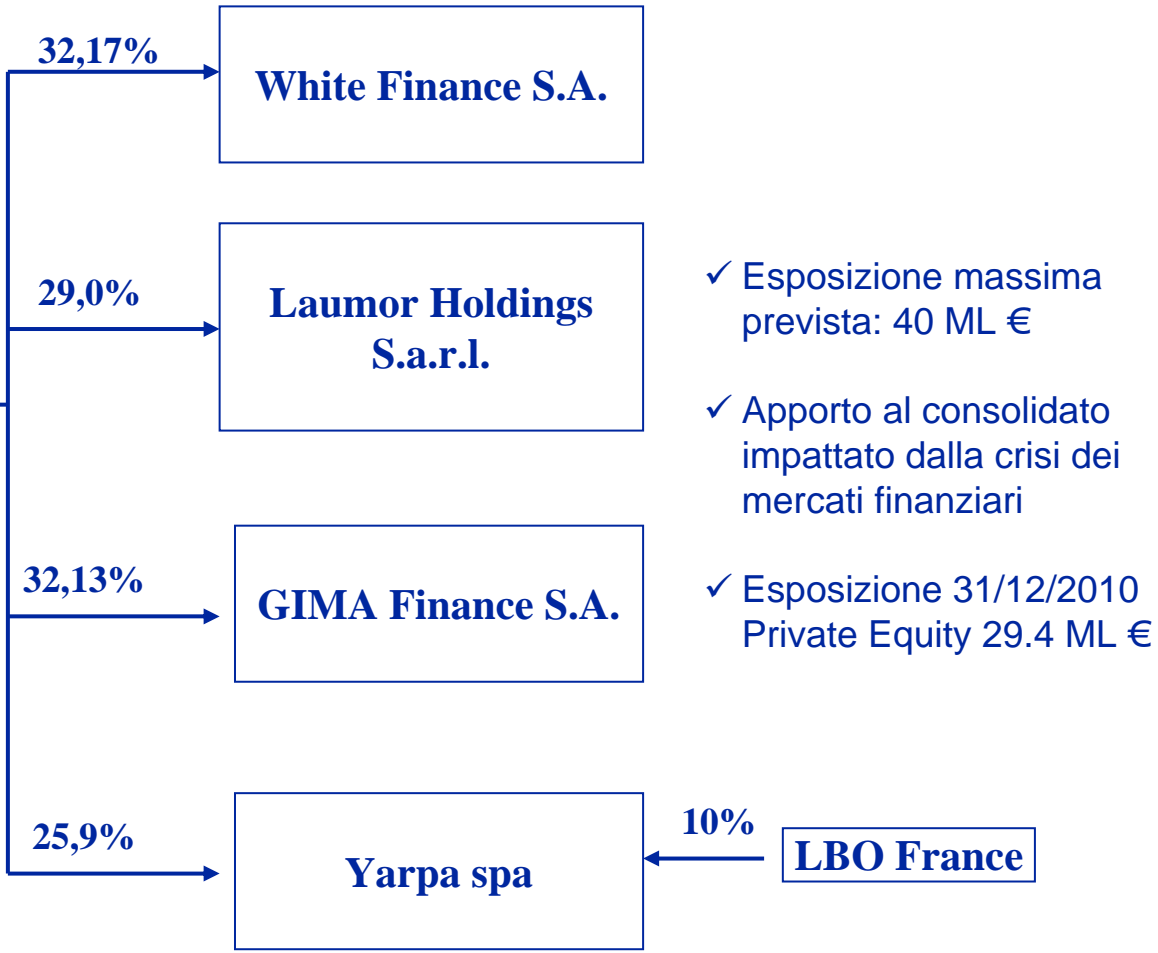 32,17%
White Finance S.A.
29,0%
Laumor Holdings
S.a.r.l.
✓ Esposizione massima
prevista: 40 ML €
✓ Apporto al consolidato
impattato dalla crisi dei
mercati finanziari
32,13%
GIMA Finance S.A.
✓ Esposizione 31/12/2010
Private Equity 29.4 ML €
25,9%
Yarpa spa
10%
LBO France